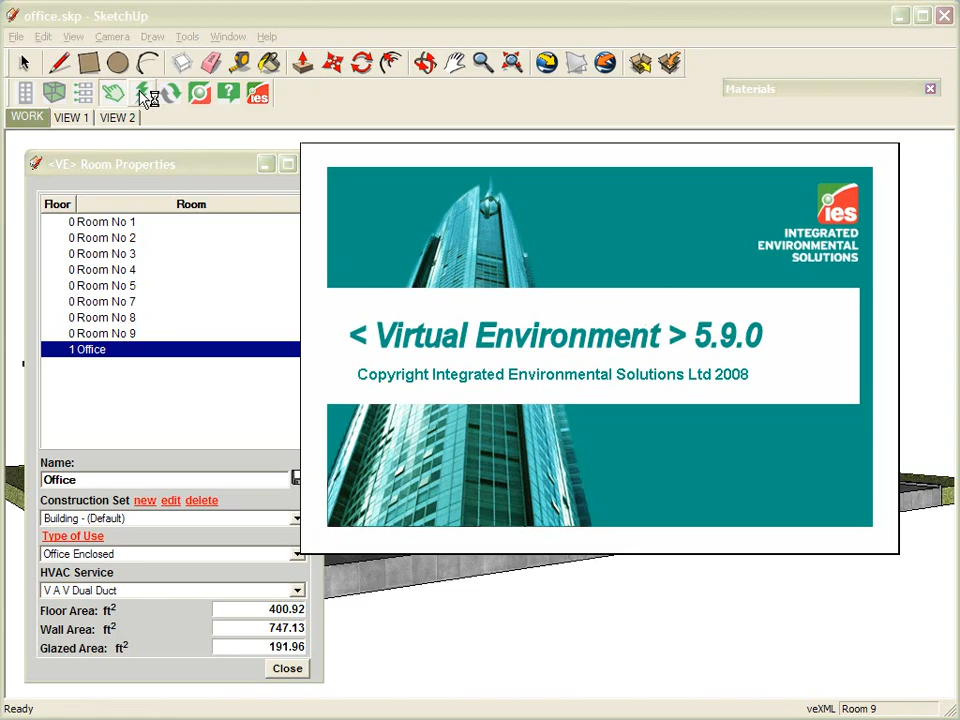 office.skp - SketchUp
File Edit View Camera Draw Tools Window Help
Materials
ies
WORK VIEW 1 VIEW 2
<VE> Room Properties
Floor Room
0 Room No 1
0 Room No 2
0 Room No 3
0 Room No 4
0 Room No 5
0 Room No 7
0 Room No 8
0 Room No 9
1 Office
ies
INTEGRATED
ENVIRONMENTAL
SOLUTIONS
< Virtual Environment > 5.9.0
Copyright Integrated Environmental Solutions Ltd 2008
Name:
Office
Construction Set new edit delete
Building - (Default)
Type of Use
Office Enclosed
HVAC Service
V A V Dual Duct
Floor Area: ft2 400.92
Wall Area: ft2 747.13
Glazed Area: ft2 191.96
Close
Ready veXML Room 9